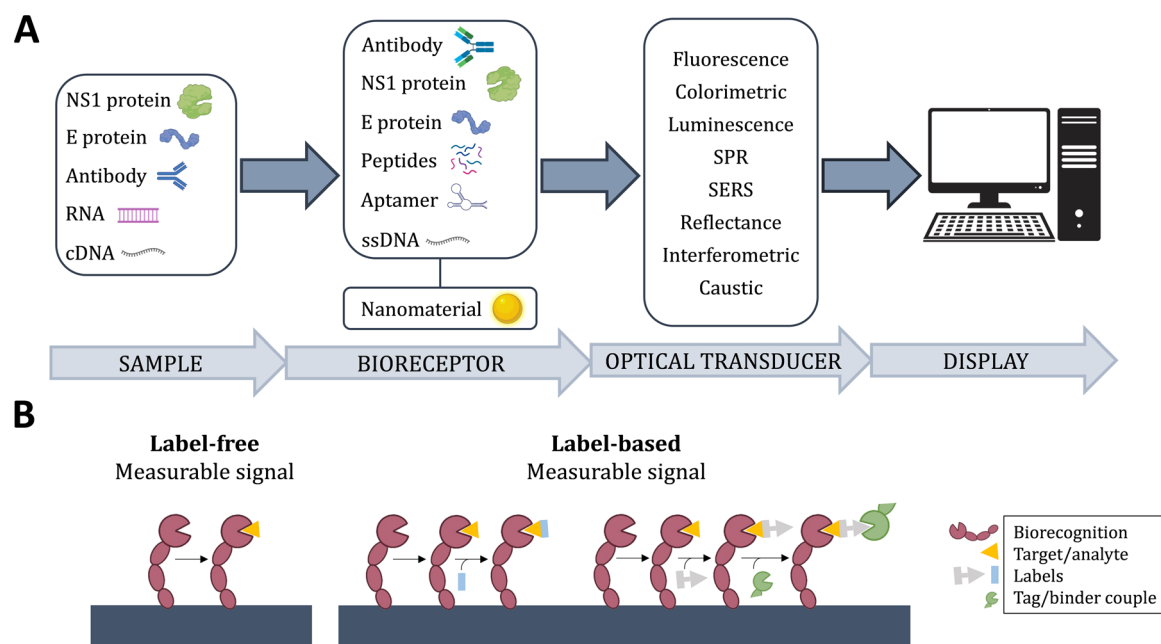 A
NS1 protein
E protein
Antibody
RNA
cDNA
Antibody
NS1 protein
E protein
Peptides
Aptamer
ssDNA
Nanomaterial
Fluorescence
Colorimetric
Luminescence
SPR
SERS
Reflectance
Interferometric
Caustic
SAMPLE
BIORECEPTOR
OPTICAL TRANSDUCER
DISPLAY
B
Label-free
Measurable signal
Label-based
Measurable signal
Biorecognition
Target/analyte
Labels
Tag/binder couple